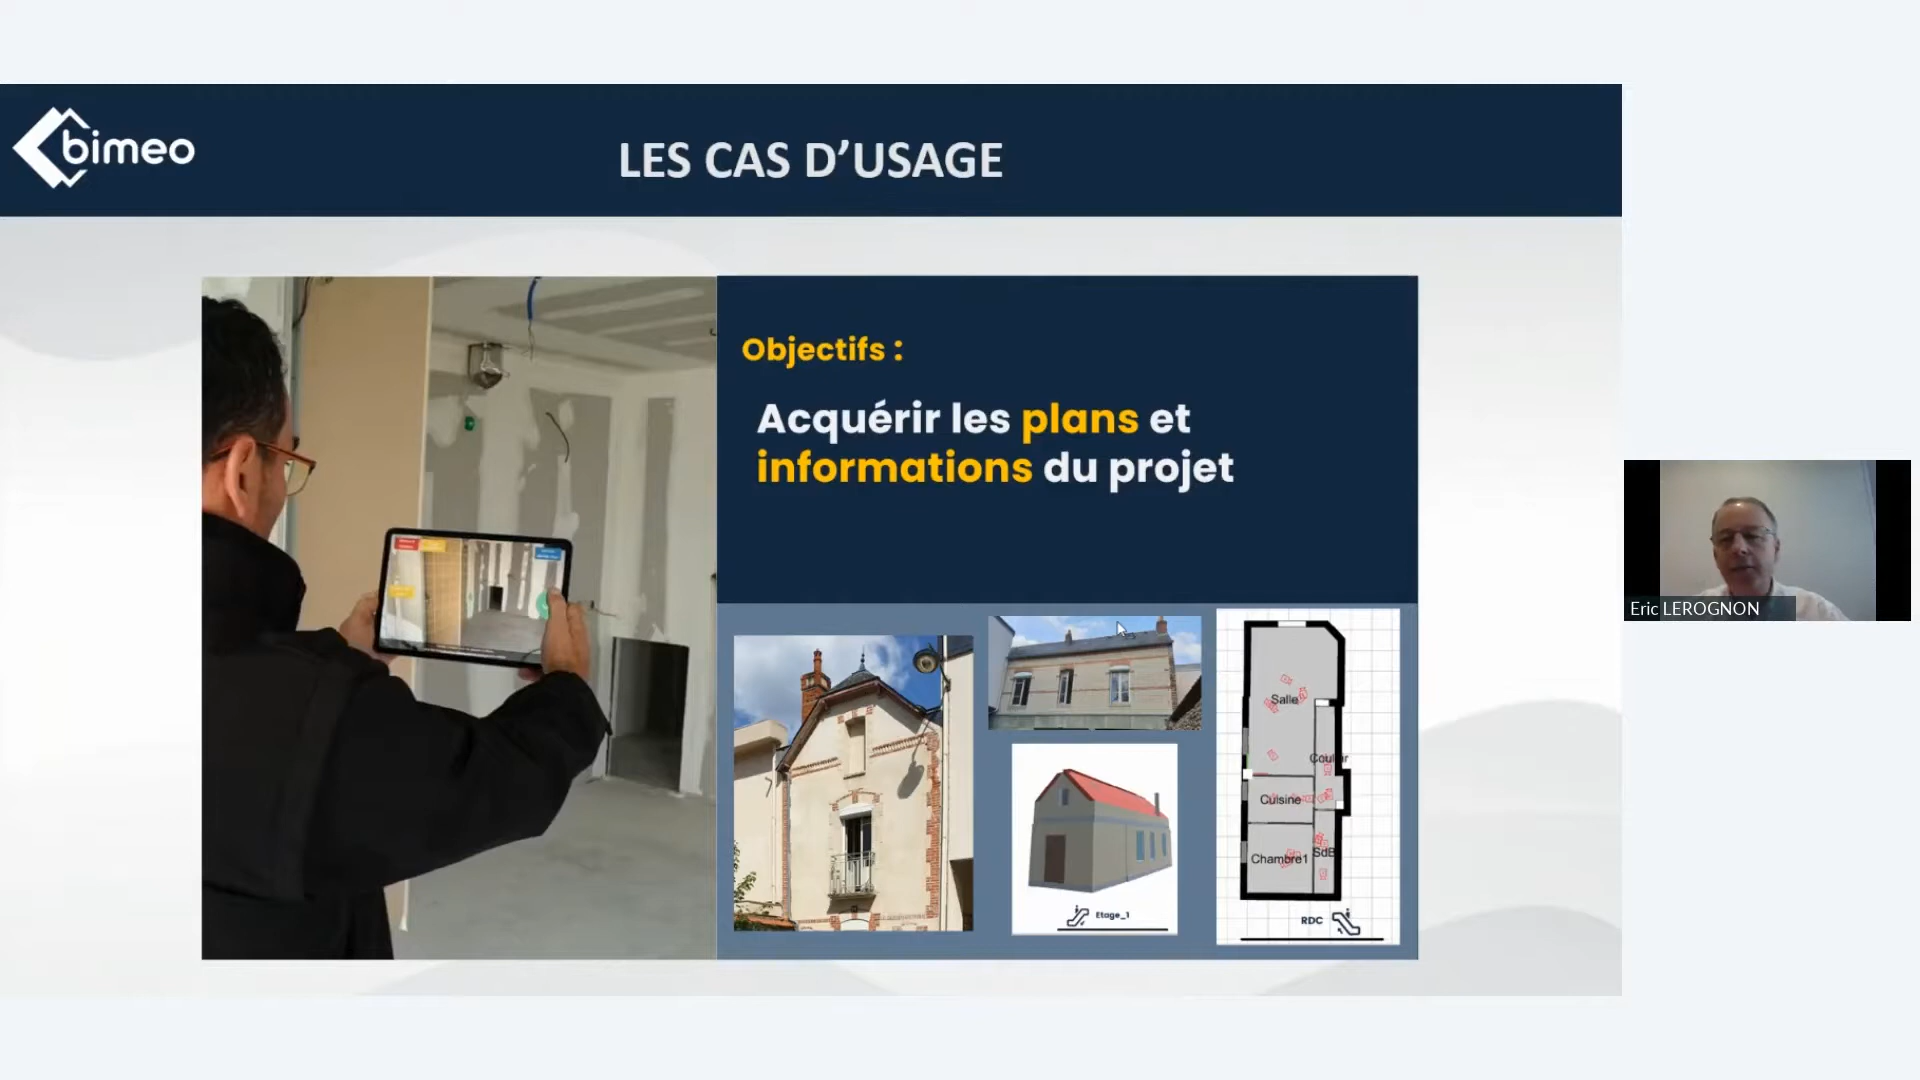 bimeo
LES CAS D’USAGE
Objectifs :
Acquérir les plans et
informations du projet
Salle
Couloir
Cuisine
Chambre1
SdB
Etage_1
RDC
Eric LEROGNON